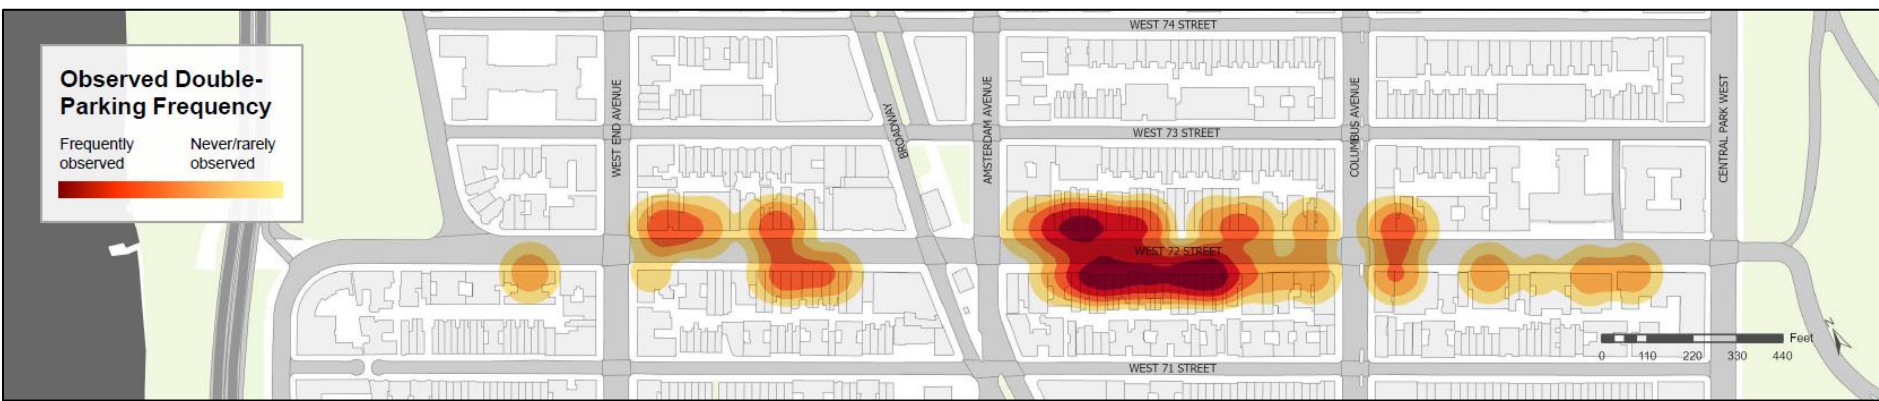 WEST 74 STREET
Observed Double-
Parking Frequency
Frequently
observed
Never/rarely
observed
WEST END AVENUE
BROADWAY
AMSTERDAM AVENUE
COLUMBUS AVENUE
CENTRAL PARK WEST
WEST 73 STREET
WEST 72 STREET
N
Feet
0 110 220 330 440
WEST 71 STREET